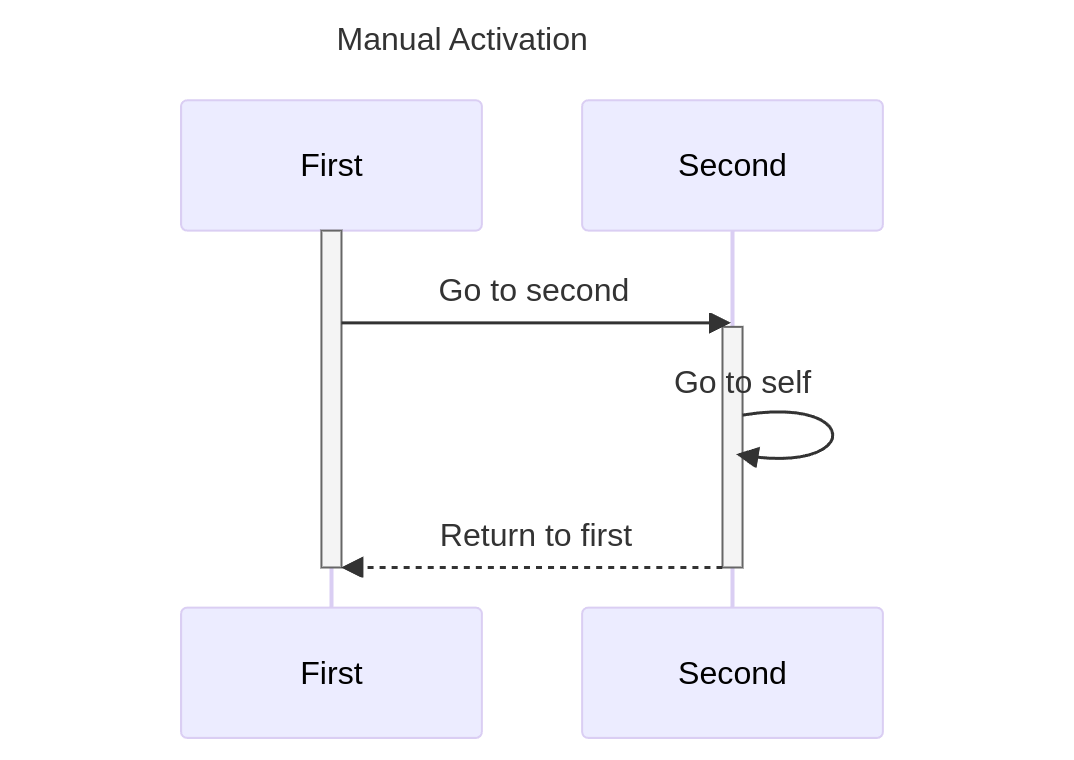 Manual Activation
First
Second
Go to second
Go to self
Return to first
First
Second